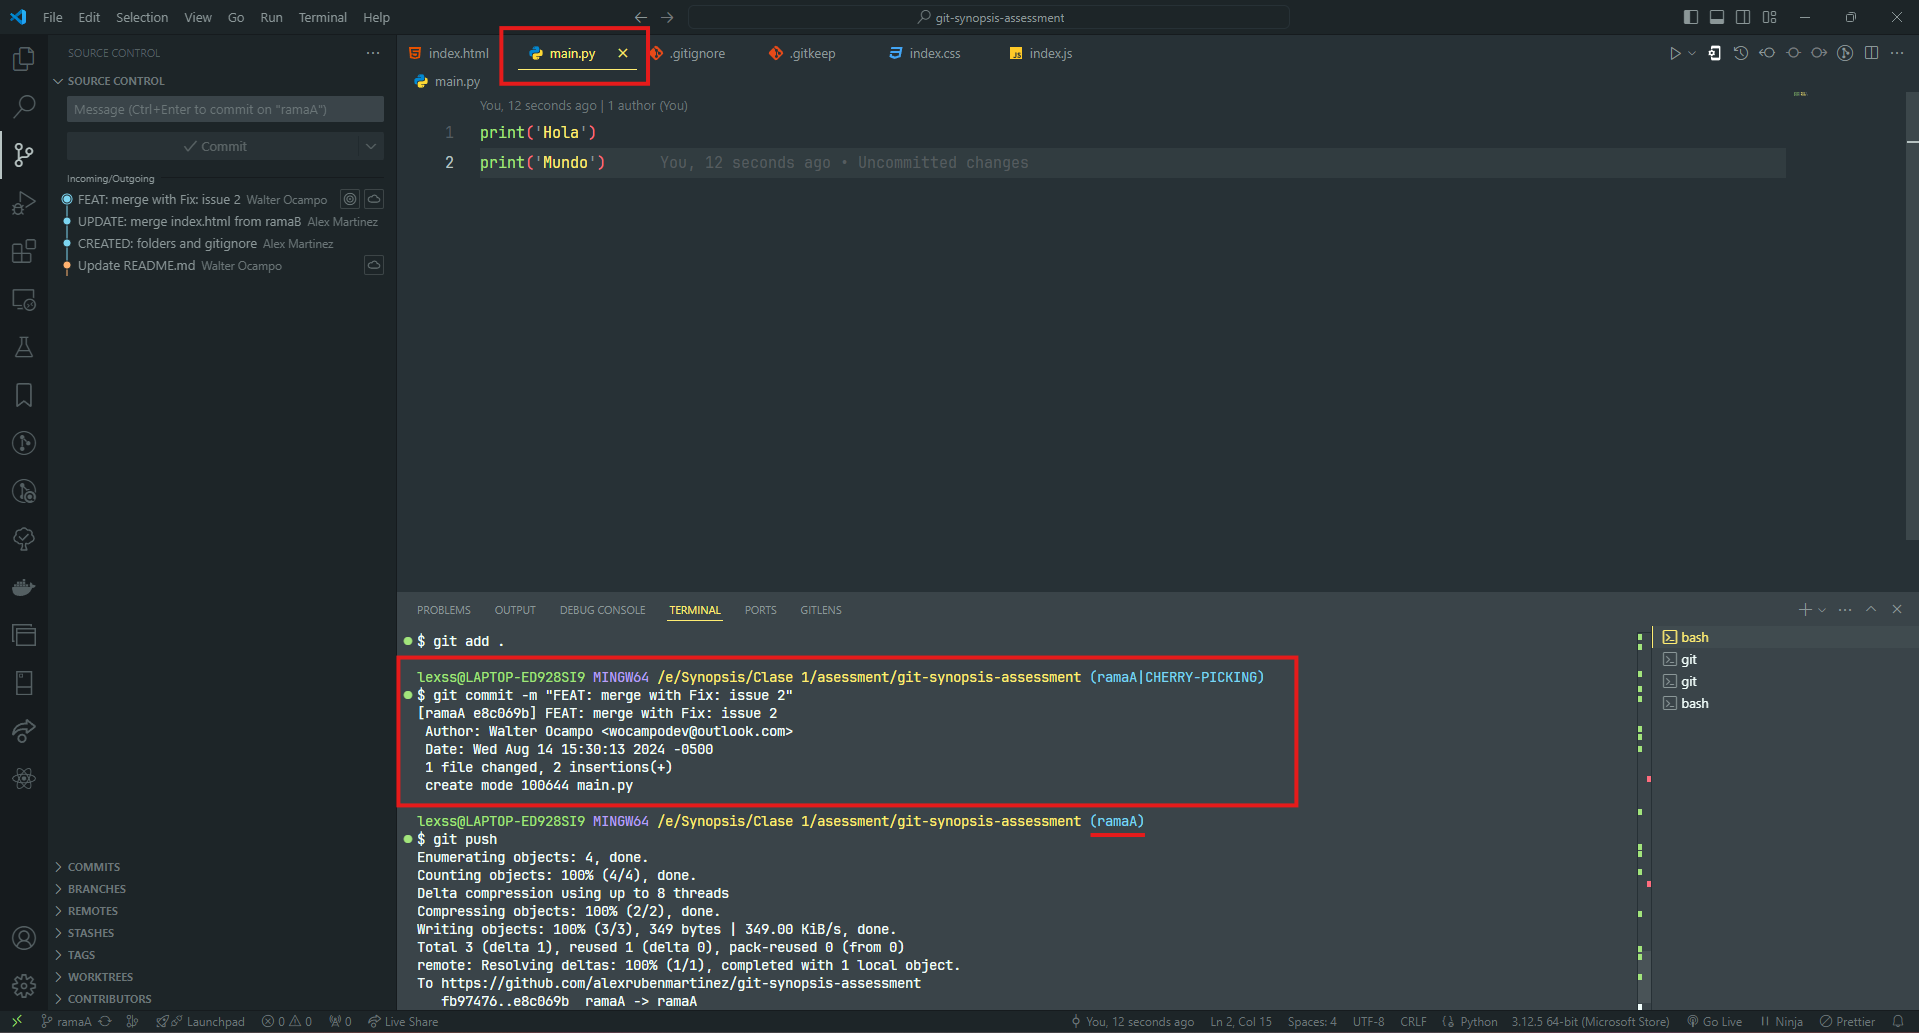 File Edit Selection View Go Run Terminal Help
git-synopsis-assessment
SOURCE CONTROL
SOURCE CONTROL
Message (Ctrl+Enter to commit on "ramaA")
Commit
Incoming/Outgoing
FEAT: merge with Fix: issue 2 Walter Ocampo
UPDATE: merge index.html from ramaB Alex Martinez
CREATED: folders and gitignore Alex Martinez
Update README.md Walter Ocampo
COMMITS
BRANCHES
REMOTES
STASHES
TAGS
WORKTREES
CONTRIBUTORS
index.html main.py .gitignore .gitkeep index.css index.js
main.py
You, 12 seconds ago | 1 author (You)
1 print('Hola')
2 print('Mundo') You, 12 seconds ago • Uncommitted changes
PROBLEMS OUTPUT DEBUG CONSOLE TERMINAL PORTS GITLENS
$ git add .
lexss@LAPTOP-ED928SI9 MINGW64 /e/Synopsis/Clase 1/asessment/git-synopsis-assessment (ramaA|CHERRY-PICKING)
$ git commit -m "FEAT: merge with Fix: issue 2"
[ramaA e8c069b] FEAT: merge with Fix: issue 2
Author: Walter Ocampo <wocampodev@outlook.com>
Date: Wed Aug 14 15:30:13 2024 -0500
1 file changed, 2 insertions(+)
create mode 100644 main.py
lexss@LAPTOP-ED928SI9 MINGW64 /e/Synopsis/Clase 1/asessment/git-synopsis-assessment (ramaA)
$ git push
Enumerating objects: 4, done.
Counting objects: 100% (4/4), done.
Delta compression using up to 8 threads
Compressing objects: 100% (2/2), done.
Writing objects: 100% (3/3), 349 bytes | 349.00 KiB/s, done.
Total 3 (delta 1), reused 1 (delta 0), pack-reused 0 (from 0)
remote: Resolving deltas: 100% (1/1), completed with 1 local object.
To https://github.com/alexrubenmartinez/git-synopsis-assessment
fb97476..e8c069b ramaA -> ramaA
bash
git
git
bash
ramaA Launchpad 0 0 0 Live Share You, 12 seconds ago Ln 2, Col 15 Spaces: 4 UTF-8 CRLF Python 3.12.5 64-bit (Microsoft Store) Go Live Ninja Prettier